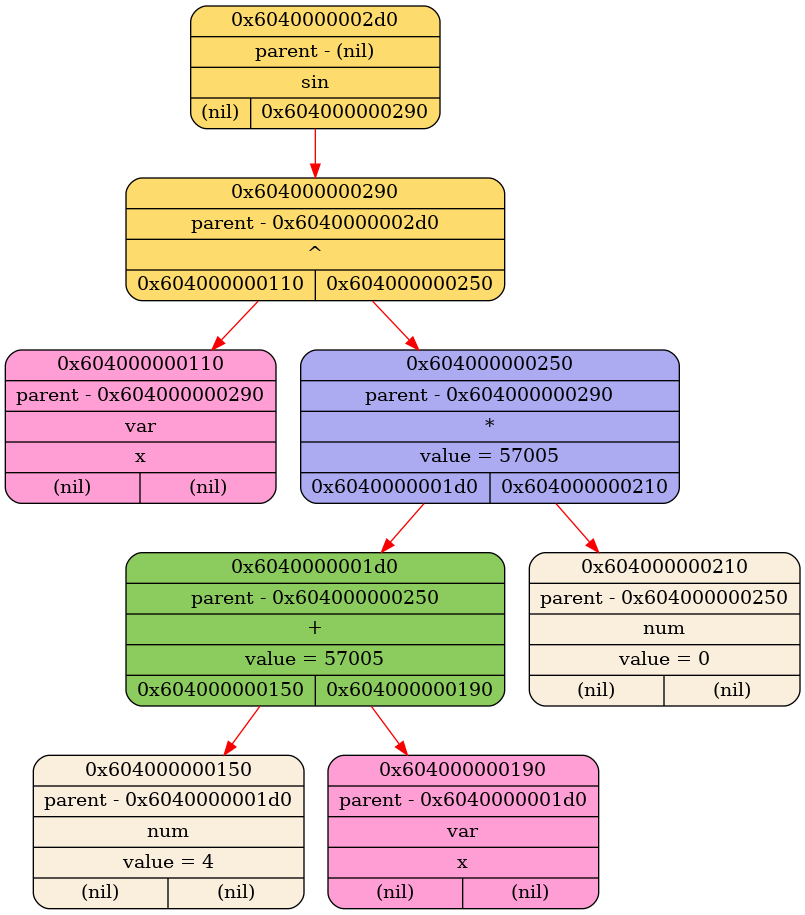 0x6040000002d0
parent - (nil)
sin
(nil) 0x604000000290
0x604000000290
parent - 0x6040000002d0
^
0x604000000110 0x604000000250
0x604000000110
parent - 0x604000000290
var
x
(nil) (nil)
0x604000000250
parent - 0x604000000290
*
value = 57005
0x6040000001d0 0x604000000210
0x6040000001d0
parent - 0x604000000250
+
value = 57005
0x604000000150 0x604000000190
0x604000000210
parent - 0x604000000250
num
value = 0
(nil) (nil)
0x604000000150
parent - 0x6040000001d0
num
value = 4
(nil) (nil)
0x604000000190
parent - 0x6040000001d0
var
x
(nil) (nil)